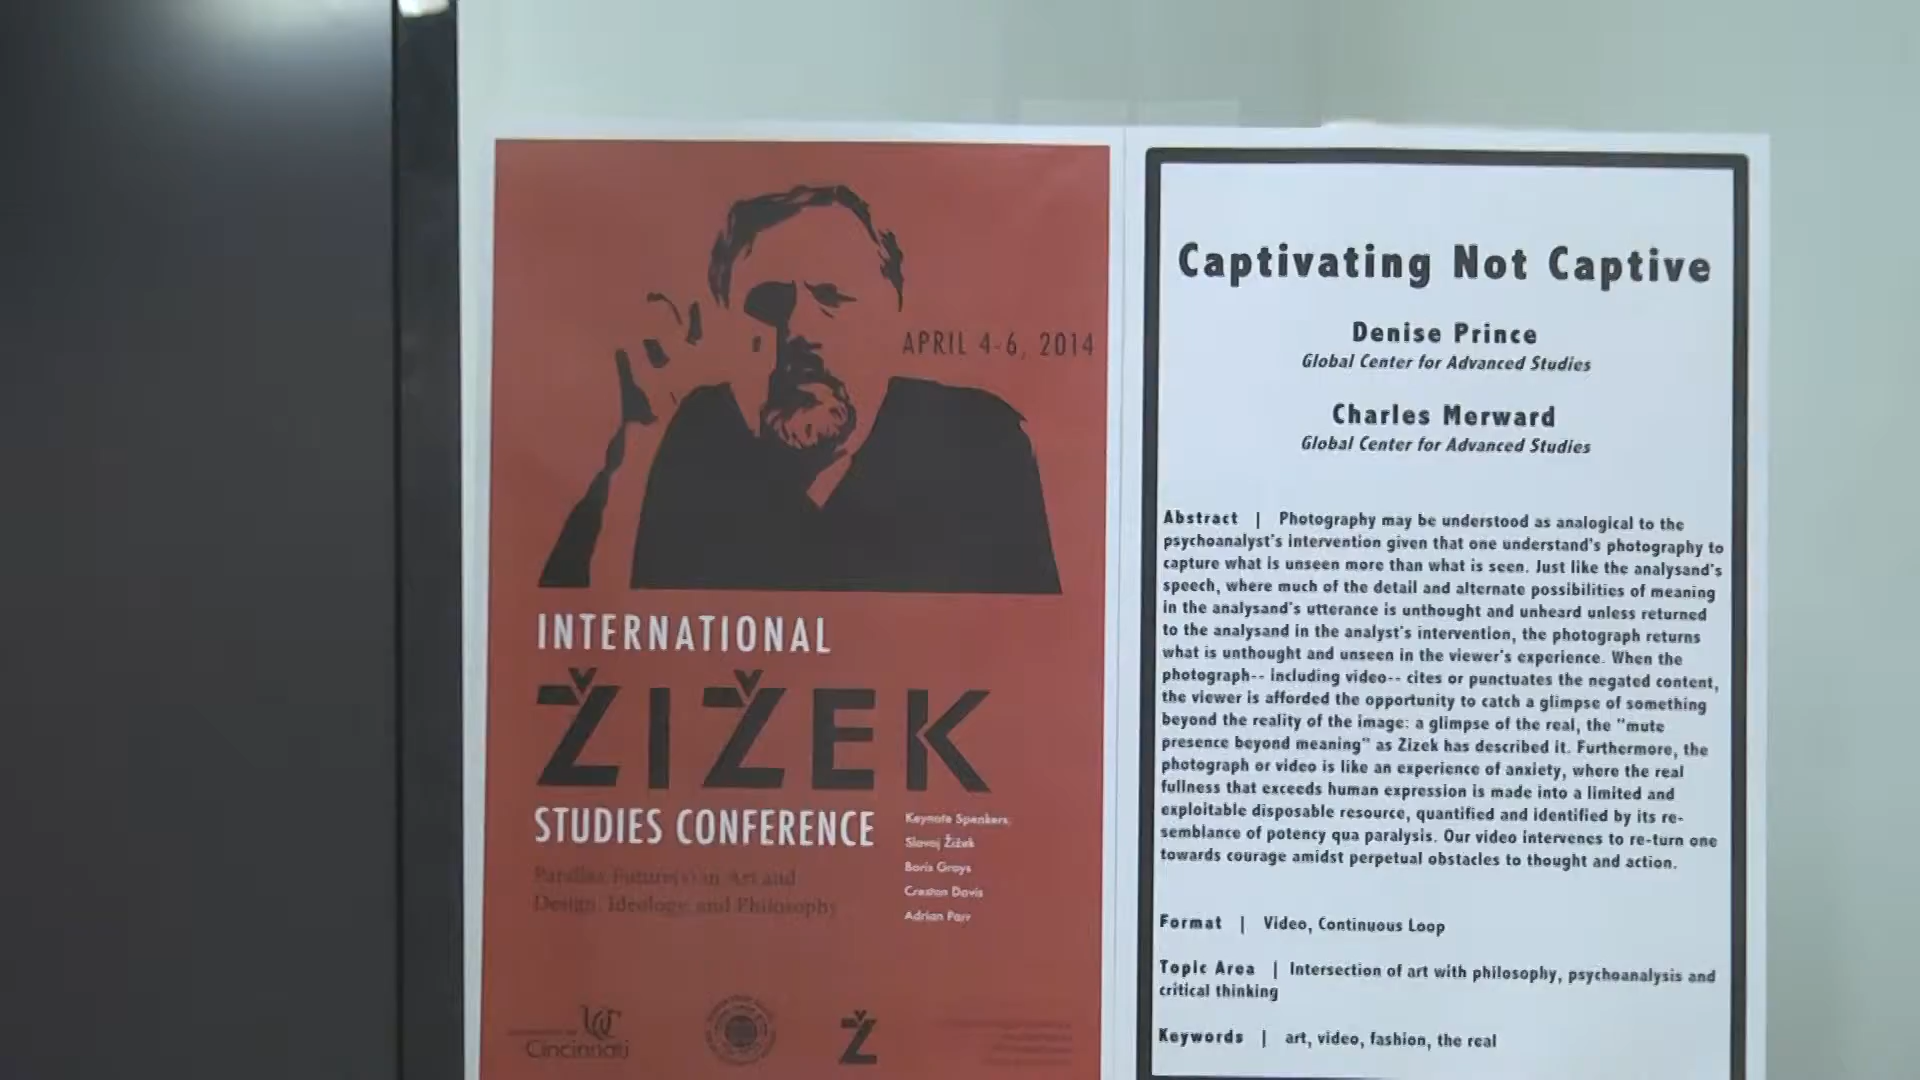 APRIL 4-6, 2014
INTERNATIONAL
ŽIŽEK
STUDIES CONFERENCE
Parallax Future(s) in Art and
Design, Ideology, and Philosophy
Keynote Speakers:
Slavoj Žižek
Boris Groys
Creston Davis
Adrian Parr
UC
Cincinnati
Ž
Captivating Not Captive
Denise Prince
Global Center for Advanced Studies
Charles Merward
Global Center for Advanced Studies
Abstract | Photography may be understood as analogical to the
psychoanalyst's intervention given that one understand's photography to
capture what is unseen more than what is seen. Just like the analysand's
speech, where much of the detail and alternate possibilities of meaning
in the analysand's utterance is unthought and unheard unless returned
to the analysand in the analyst's intervention, the photograph returns
what is unthought and unseen in the viewer's experience. When the
photograph-- including video-- cites or punctuates the negated content,
the viewer is afforded the opportunity to catch a glimpse of something
beyond the reality of the image: a glimpse of the real, the "mute
presence beyond meaning" as Zizek has described it. Furthermore, the
photograph or video is like an experience of anxiety, where the real
fullness that exceeds human expression is made into a limited and
exploitable disposable resource, quantified and identified by its re-
semblance of potency qua paralysis. Our video intervenes to re-turn one
towards courage amidst perpetual obstacles to thought and action.
Format | Video, Continuous Loop
Topic Area | Intersection of art with philosophy, psychoanalysis and
critical thinking
Keywords | art, video, fashion, the real